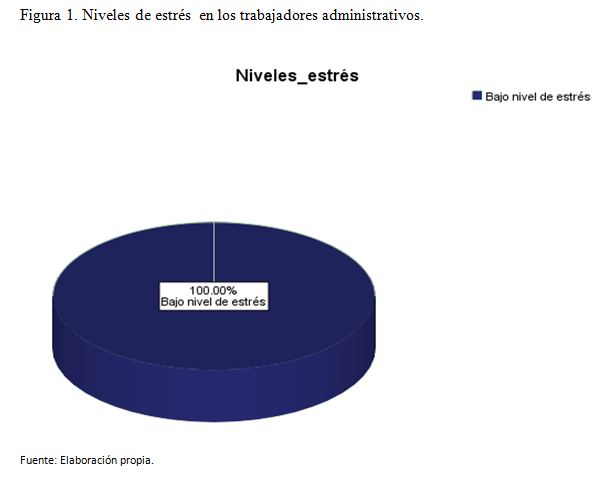 Figura 1. Niveles de estrés en los trabajadores administrativos.
Niveles_estrés
Bajo nivel de estrés
100.00%
Bajo nivel de estrés
Fuente: Elaboración propia.